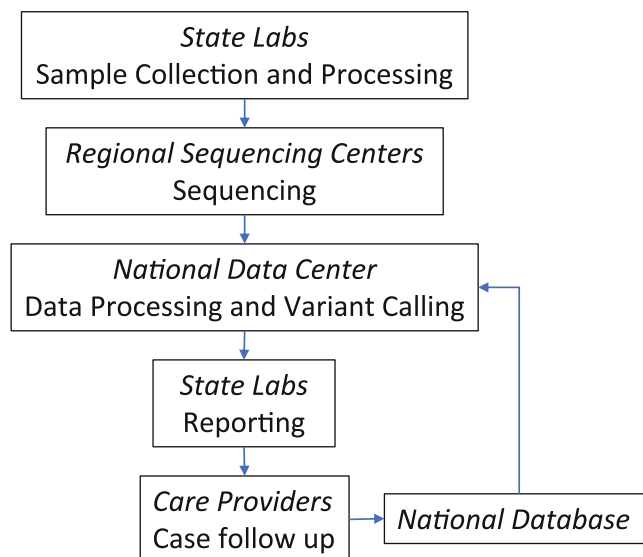 State Labs
Sample Collection and Processing
Regional Sequencing Centers
Sequencing
National Data Center
Data Processing and Variant Calling
State Labs
Reporting
Care Providers
Case follow up
National Database